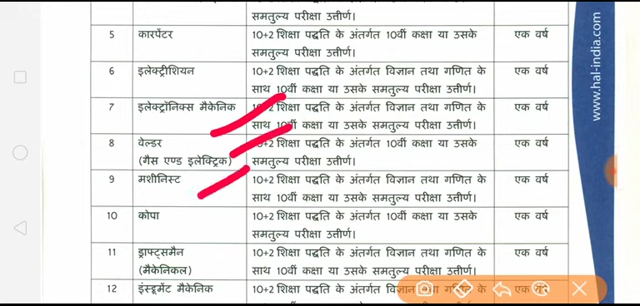 समतुल्य परीक्षा उत्तीर्ण।
5 कारपेंटर 10+2 शिक्षा पद्धति के अंतर्गत 10वीं कक्षा या उसके एक वर्ष
समतुल्य परीक्षा उत्तीर्ण।
6 इलेक्ट्रीशियन 10+2 शिक्षा पद्धति के अंतर्गत विज्ञान तथा गणित के एक वर्ष
साथ 10वीं कक्षा या उसके समतुल्य परीक्षा उत्तीर्ण।
7 इलेक्ट्रॉनिक्स मैकेनिक 10+2 शिक्षा पद्धति के अंतर्गत विज्ञान तथा गणित के एक वर्ष
साथ 10वीं कक्षा या उसके समतुल्य परीक्षा उत्तीर्ण।
8 वेल्डर 10+2 शिक्षा पद्धति के अंतर्गत 10वीं कक्षा या उसके एक वर्ष
(गैस एण्ड इलेक्ट्रिक) समतुल्य परीक्षा उत्तीर्ण।
9 मशीनिस्ट 10+2 शिक्षा पद्धति के अंतर्गत विज्ञान तथा गणित के एक वर्ष
साथ 10वीं कक्षा या उसके समतुल्य परीक्षा उत्तीर्ण।
10 कोपा 10+2 शिक्षा पद्धति के अंतर्गत 10वीं कक्षा या उसके एक वर्ष
समतुल्य परीक्षा उत्तीर्ण।
11 ड्राफ्ट्समैन 10+2 शिक्षा पद्धति के अंतर्गत विज्ञान तथा गणित के एक वर्ष
(मैकेनिकल) साथ 10वीं कक्षा या उसके समतुल्य परीक्षा उत्तीर्ण।
12 इंस्ट्रूमेंट मैकेनिक 10+2 शिक्षा पद्धति के अंतर्गत विज्ञान तथा
www.hal-india.com